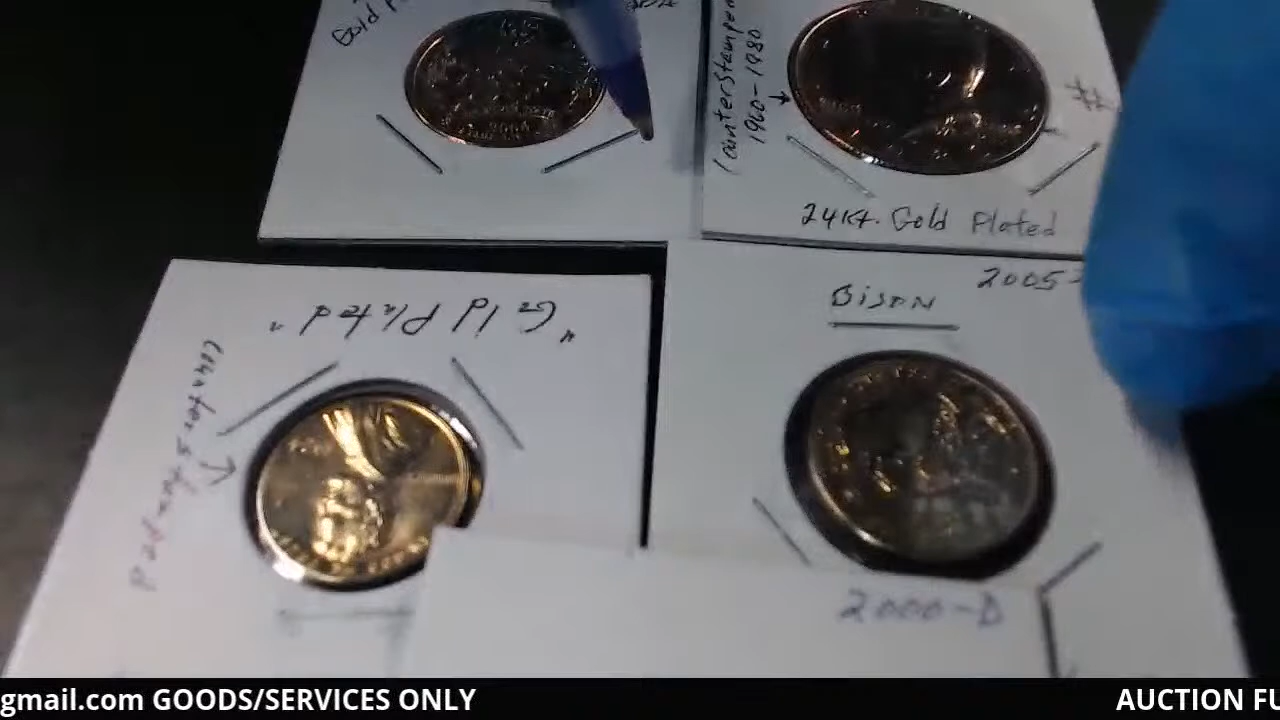 Gold
Counterstamped
1960-1980
#
24Kt. Gold Plated
"Gold Plated"
Counterstamped
Bison
2005
2000-D
gmail.com GOODS/SERVICES ONLY
AUCTION FU